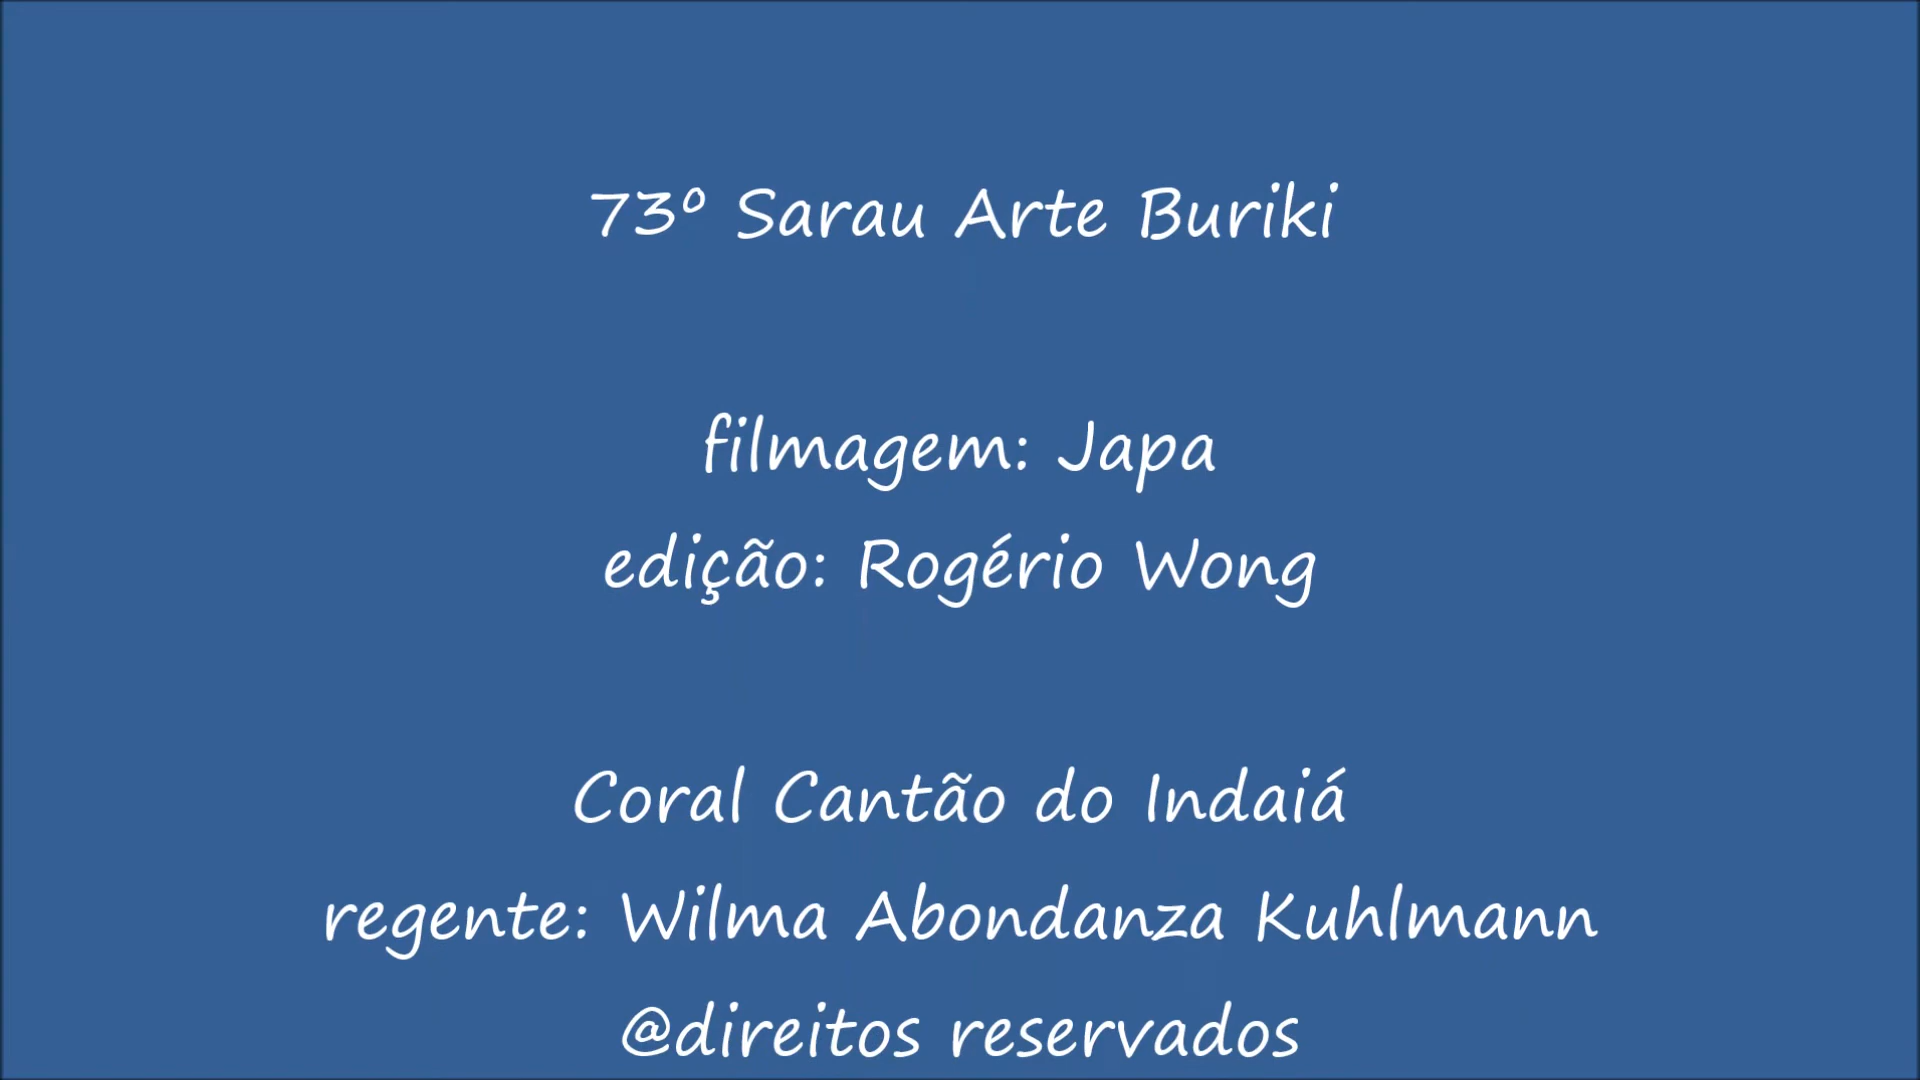 73º Sarau Arte Buriki
filmagem: Japa
edição: Rogério Wong
Coral Cantão do Indaiá
regente: Wilma Abondanza Kuhlmann
@direitos reservados